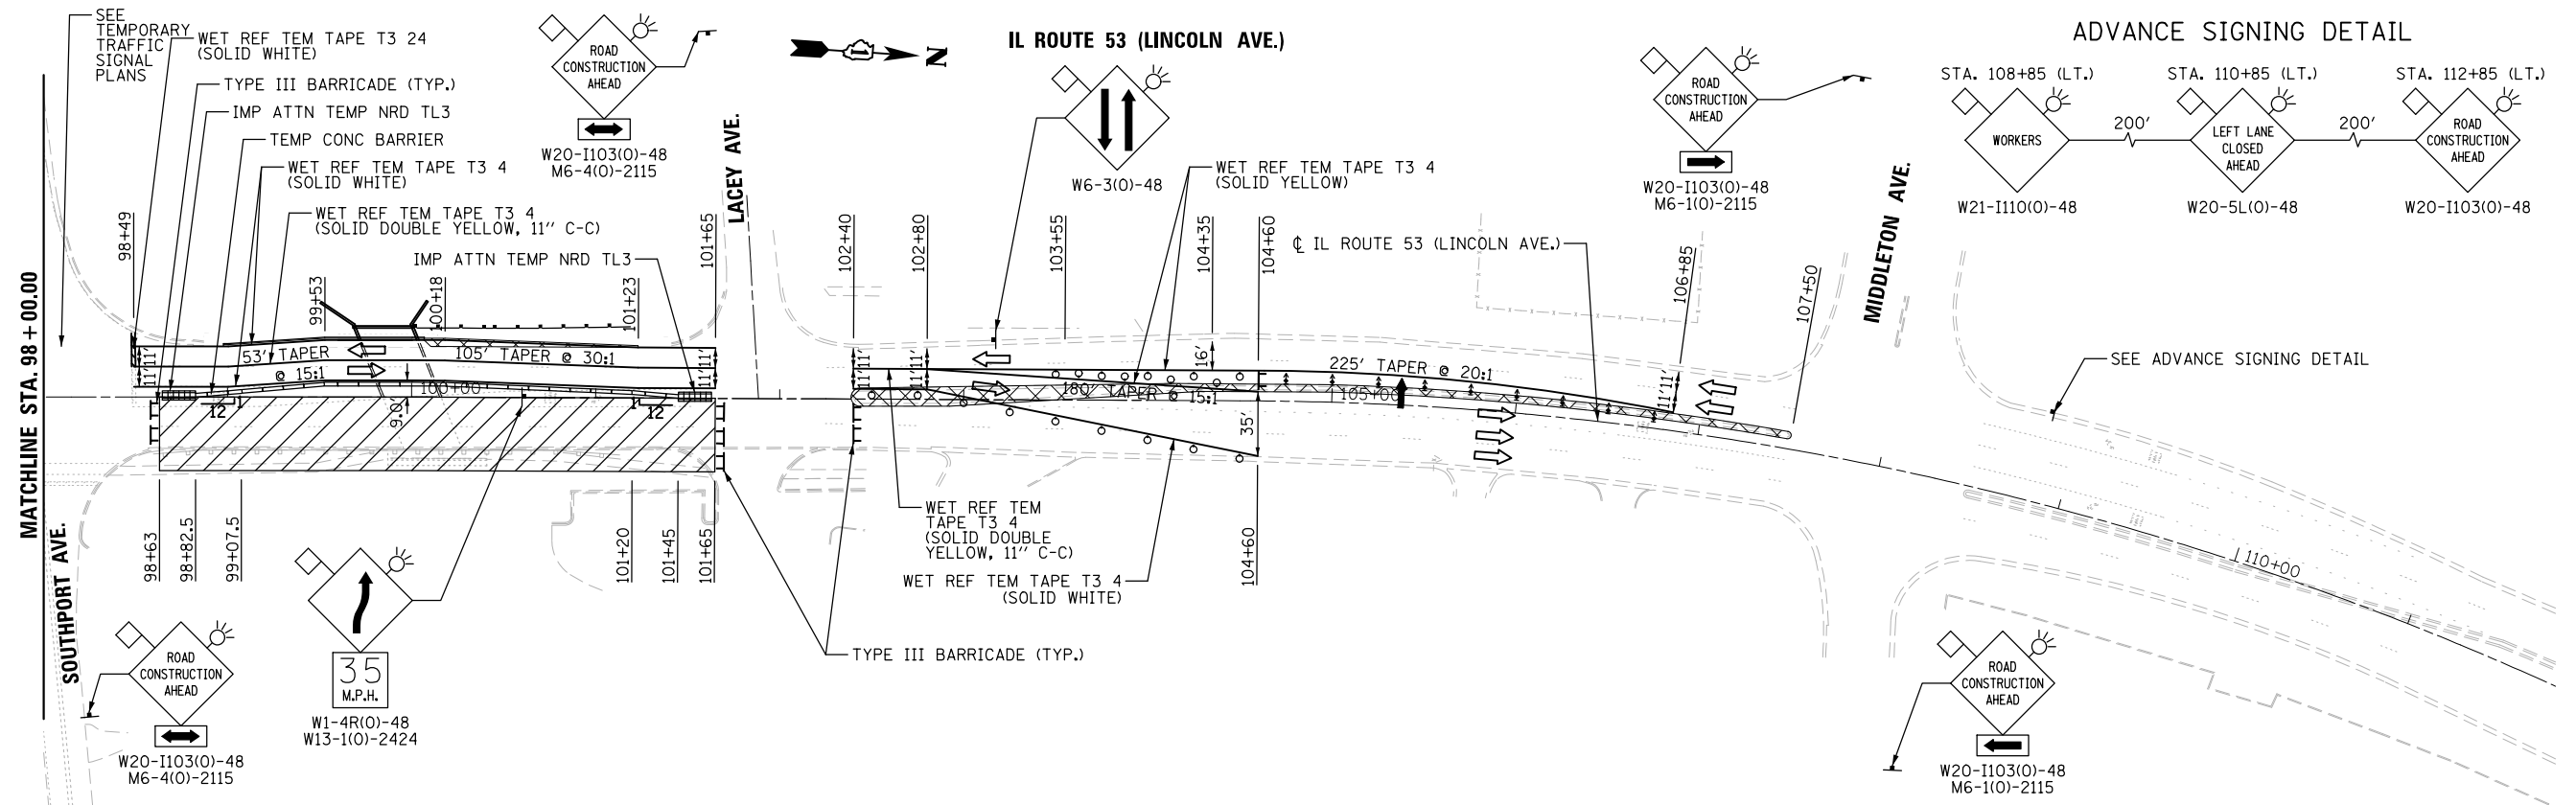 SEE
TEMPORARY
TRAFFIC
SIGNAL
PLANS
WET REF TEM TAPE T3 24
(SOLID WHITE)
TYPE III BARRICADE (TYP.)
IMP ATTN TEMP NRD TL3
TEMP CONC BARRIER
WET REF TEM TAPE T3 4
(SOLID WHITE)
WET REF TEM TAPE T3 4
(SOLID DOUBLE YELLOW, 11" C-C)
IMP ATTN TEMP NRD TL3
ROAD
CONSTRUCTION
AHEAD
W20-I103(0)-48
M6-4(0)-2115
N
IL ROUTE 53 (LINCOLN AVE.)
W6-3(0)-48
WET REF TEM TAPE T3 4
(SOLID YELLOW)
ROAD
CONSTRUCTION
AHEAD
W20-I103(0)-48
M6-1(0)-2115
ADVANCE SIGNING DETAIL
STA. 108+85 (LT.)
STA. 110+85 (LT.)
STA. 112+85 (LT.)
WORKERS
200'
LEFT LANE
CLOSED
AHEAD
200'
ROAD
CONSTRUCTION
AHEAD
W21-I110(0)-48
W20-5L(0)-48
W20-I103(0)-48
LACEY AVE.
MIDDLETON AVE.
MATCHLINE STA. 98+00.00
SOUTHPORT AVE.
98+49
99+53
100+18
101+23
101+65
102+40
102+80
103+55
104+35
104+60
℄ IL ROUTE 53 (LINCOLN AVE.)
106+85
107+50
SEE ADVANCE SIGNING DETAIL
11'
11'
53' TAPER
@ 15:1
105' TAPER @ 30:1
11'
11'
11'
11'
11'
11'
16'
225' TAPER @ 20:1
11'
11'
12
1
9.0'
100+00
1
12
180' TAPER @ 15:1
105+00
35'
110+00
98+63
98+82.5
99+07.5
101+20
101+45
101+65
104+60
WET REF TEM
TAPE T3 4
(SOLID DOUBLE
YELLOW, 11" C-C)
WET REF TEM TAPE T3 4
(SOLID WHITE)
TYPE III BARRICADE (TYP.)
35
M.P.H.
W1-4R(0)-48
W13-1(0)-2424
ROAD
CONSTRUCTION
AHEAD
W20-I103(0)-48
M6-4(0)-2115
ROAD
CONSTRUCTION
AHEAD
W20-I103(0)-48
M6-1(0)-2115